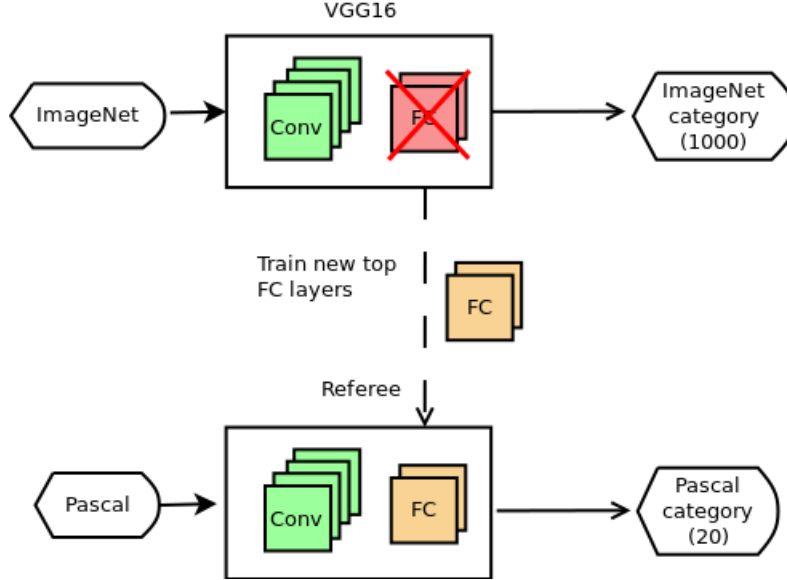 VGG16
ImageNet
Conv
FC
ImageNet
category
(1000)
Train new top
FC layers
FC
Referee
Pascal
Conv
FC
Pascal
category
(20)